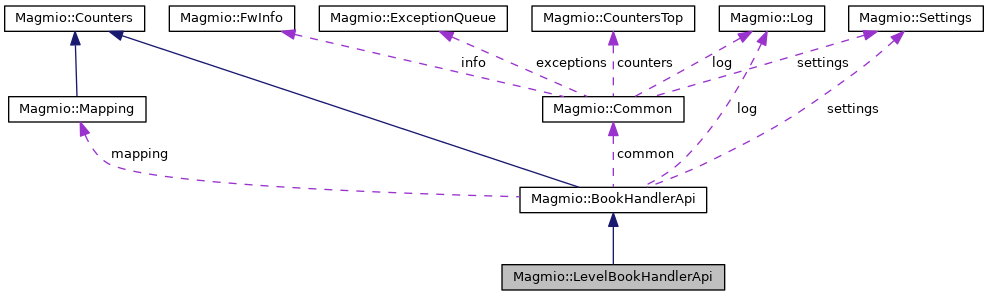 Magmio::Counters
Magmio::FwInfo
Magmio::ExceptionQueue
Magmio::CountersTop
Magmio::Log
Magmio::Settings
info
exceptions
counters
log
settings
Magmio::Mapping
Magmio::Common
log
settings
mapping
common
Magmio::BookHandlerApi
Magmio::LevelBookHandlerApi